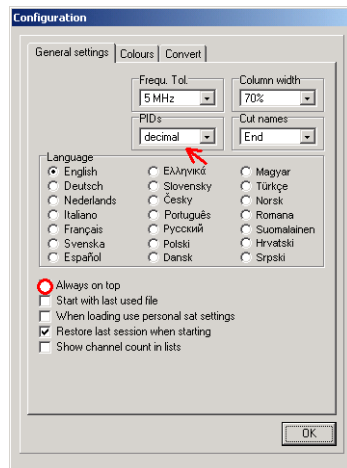 Configuration
General settings Colours Convert
Frequ. Tol. Column width
5 MHz 70%
PIDs Cut names
decimal End
Language
English Ελληνικά Magyar
Deutsch Slovensky Türkçe
Nederlands Česky Norsk
Italiano Português Romana
Français Русский Suomalainen
Svenska Polski Hrvatski
Español Dansk Srpski
Always on top
Start with last used file
When loading use personal sat settings
Restore last session when starting
Show channel count in lists
OK